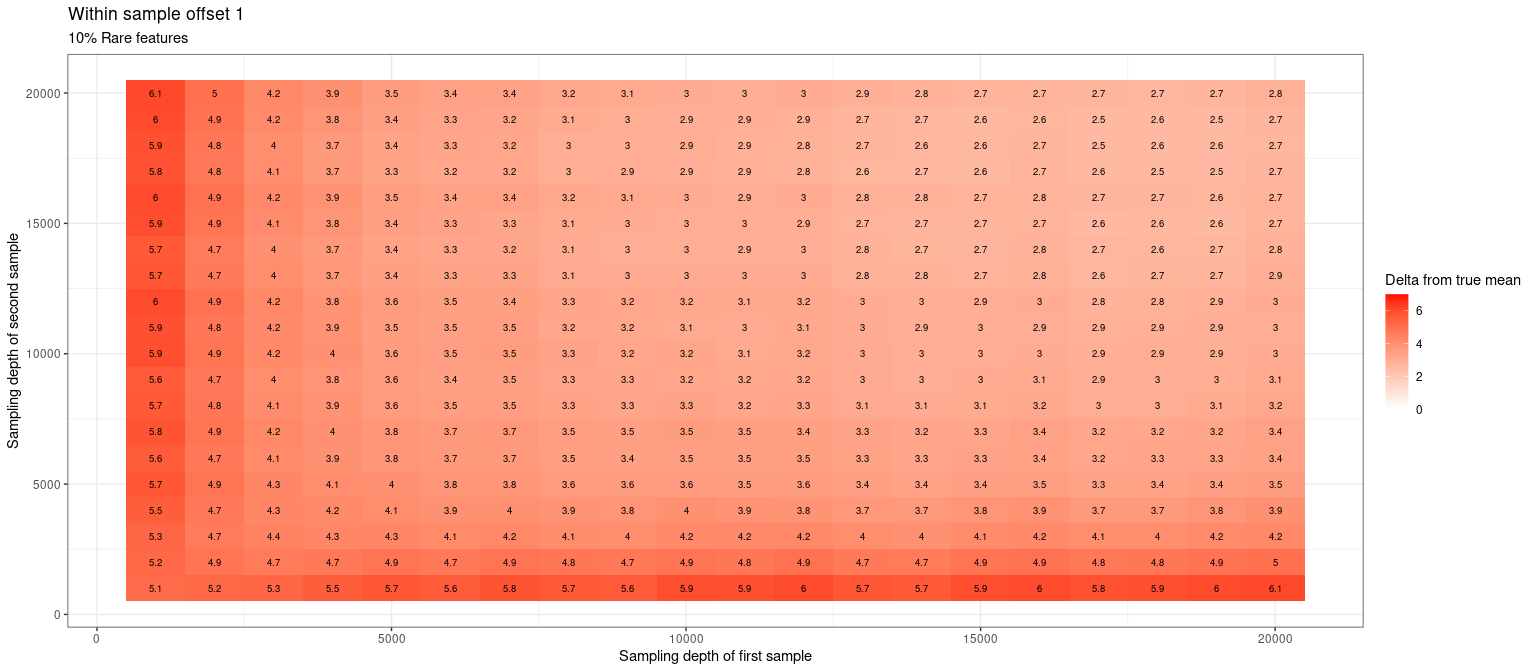 Within sample offset 1
10% Rare features
Sampling depth of second sample
20000
15000
10000
5000
0
6.1 5 4.2 3.9 3.5 3.4 3.4 3.2 3.1 3 3 3 2.9 2.8 2.7 2.7 2.7 2.7 2.7 2.8
6 4.9 4.2 3.8 3.4 3.3 3.2 3.1 3 2.9 2.9 2.9 2.7 2.7 2.6 2.6 2.5 2.6 2.5 2.7
5.9 4.8 4 3.7 3.4 3.3 3.2 3 3 2.9 2.9 2.8 2.7 2.6 2.6 2.7 2.5 2.6 2.6 2.7
5.8 4.8 4.1 3.7 3.3 3.2 3.2 3 2.9 2.9 2.9 2.8 2.6 2.7 2.6 2.7 2.6 2.5 2.5 2.7
6 4.9 4.2 3.9 3.5 3.4 3.4 3.2 3.1 3 2.9 3 2.8 2.8 2.7 2.8 2.7 2.7 2.6 2.7
5.9 4.9 4.1 3.8 3.4 3.3 3.3 3.1 3 3 3 2.9 2.7 2.7 2.7 2.7 2.6 2.6 2.6 2.7
5.7 4.7 4 3.7 3.4 3.3 3.2 3.1 3 3 2.9 3 2.8 2.7 2.7 2.8 2.7 2.6 2.7 2.8
5.7 4.7 4 3.7 3.4 3.3 3.3 3.1 3 3 3 3 2.8 2.8 2.7 2.8 2.6 2.7 2.7 2.9
6 4.9 4.2 3.8 3.6 3.5 3.4 3.3 3.2 3.2 3.1 3.2 3 3 2.9 3 2.8 2.8 2.9 3
5.9 4.8 4.2 3.9 3.5 3.5 3.5 3.2 3.2 3.1 3 3.1 3 2.9 3 2.9 2.9 2.9 2.9 3
5.9 4.9 4.2 4 3.6 3.5 3.5 3.3 3.2 3.2 3.1 3.2 3 3 3 3 2.9 2.9 2.9 3
5.6 4.7 4 3.8 3.6 3.4 3.5 3.3 3.3 3.2 3.2 3.2 3 3 3 3.1 2.9 3 3 3.1
5.7 4.8 4.1 3.9 3.6 3.5 3.5 3.3 3.3 3.3 3.2 3.3 3.1 3.1 3.1 3.2 3 3 3.1 3.2
5.8 4.9 4.2 4 3.8 3.7 3.7 3.5 3.5 3.5 3.5 3.4 3.3 3.2 3.3 3.4 3.2 3.2 3.2 3.4
5.6 4.7 4.1 3.9 3.8 3.7 3.7 3.5 3.4 3.5 3.5 3.5 3.3 3.3 3.3 3.4 3.2 3.3 3.3 3.4
5.7 4.9 4.3 4.1 4 3.8 3.8 3.6 3.6 3.6 3.5 3.6 3.4 3.4 3.4 3.5 3.3 3.4 3.4 3.5
5.5 4.7 4.3 4.2 4.1 3.9 4 3.9 3.8 4 3.9 3.8 3.7 3.7 3.8 3.9 3.7 3.7 3.8 3.9
5.3 4.7 4.4 4.3 4.3 4.1 4.2 4.1 4 4.2 4.2 4.2 4 4 4.1 4.2 4.1 4 4.2 4.2
5.2 4.9 4.7 4.7 4.9 4.7 4.9 4.8 4.7 4.9 4.8 4.9 4.7 4.7 4.9 4.9 4.8 4.8 4.9 5
5.1 5.2 5.3 5.5 5.7 5.6 5.8 5.7 5.6 5.9 5.9 6 5.7 5.7 5.9 6 5.8 5.9 6 6.1
0 5000 10000 15000 20000
Sampling depth of first sample
Delta from true mean
6
4
2
0